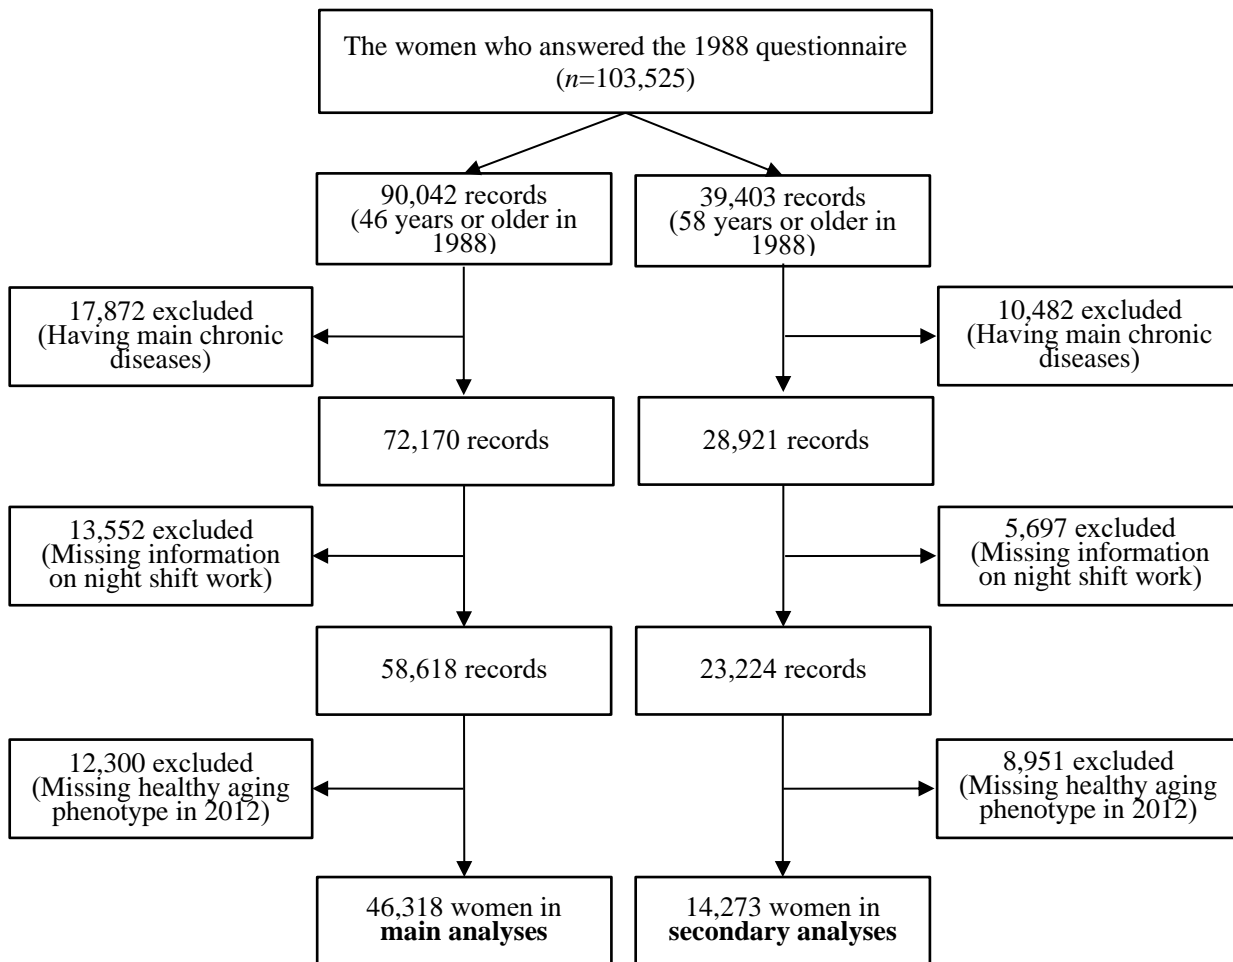 The women who answered the 1988 questionnaire
(n=103,525)
90,042 records
(46 years or older in
1988)
39,403 records
(58 years or older in
1988)
17,872 excluded
(Having main chronic
diseases)
10,482 excluded
(Having main chronic
diseases)
72,170 records
28,921 records
13,552 excluded
(Missing information
on night shift work)
5,697 excluded
(Missing information
on night shift work)
58,618 records
23,224 records
12,300 excluded
(Missing healthy aging
phenotype in 2012)
8,951 excluded
(Missing healthy aging
phenotype in 2012)
46,318 women in
main analyses
14,273 women in
secondary analyses